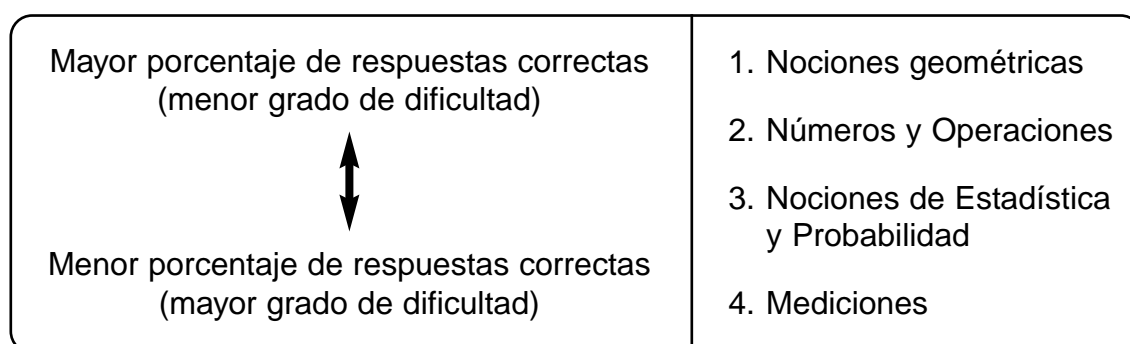 Mayor porcentaje de respuestas correctas
(menor grado de dificultad)
Menor porcentaje de respuestas correctas
(mayor grado de dificultad)
1. Nociones geométricas
2. Números y Operaciones
3. Nociones de Estadística
y Probabilidad
4. Mediciones